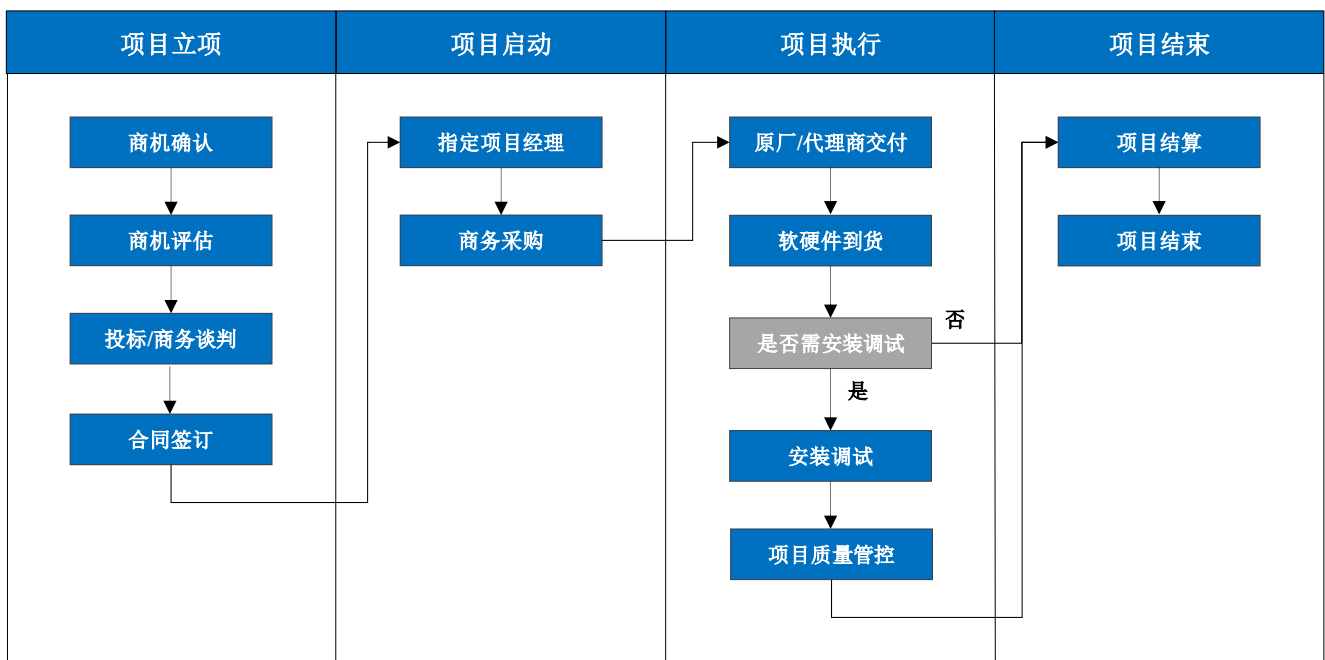 项目立项
项目启动
项目执行
项目结束
商机确认
商机评估
投标/商务谈判
合同签订
指定项目经理
商务采购
原厂/代理商交付
软硬件到货
是否需安装调试
否
是
安装调试
项目质量管控
项目结算
项目结束